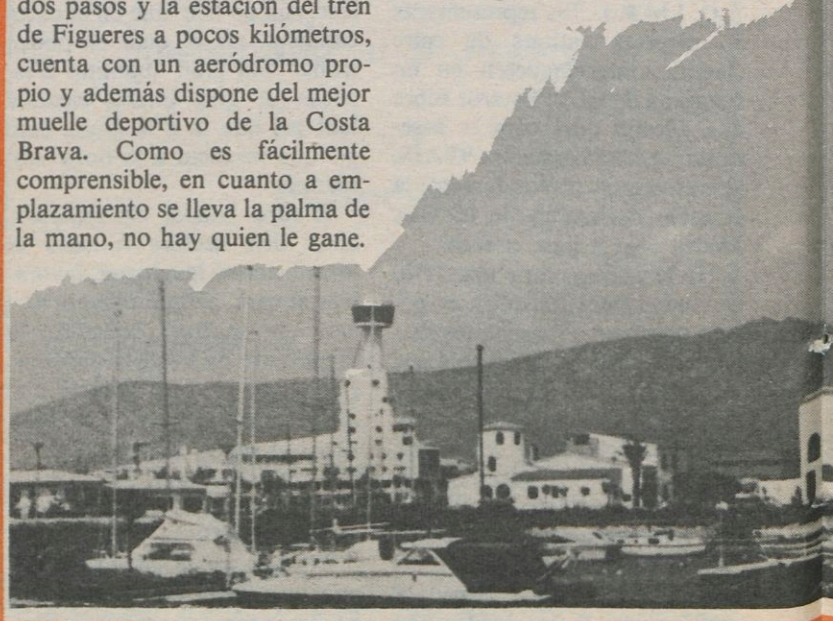 dos pasos y la estación del tren
de Figueres a pocos kilómetros,
cuenta con un aeródromo pro-
pio y además dispone del mejor
muelle deportivo de la Costa
Brava. Como es fácilmente
comprensible, en cuanto a em-
plazamiento se lleva la palma de
la mano, no hay quien le gane.